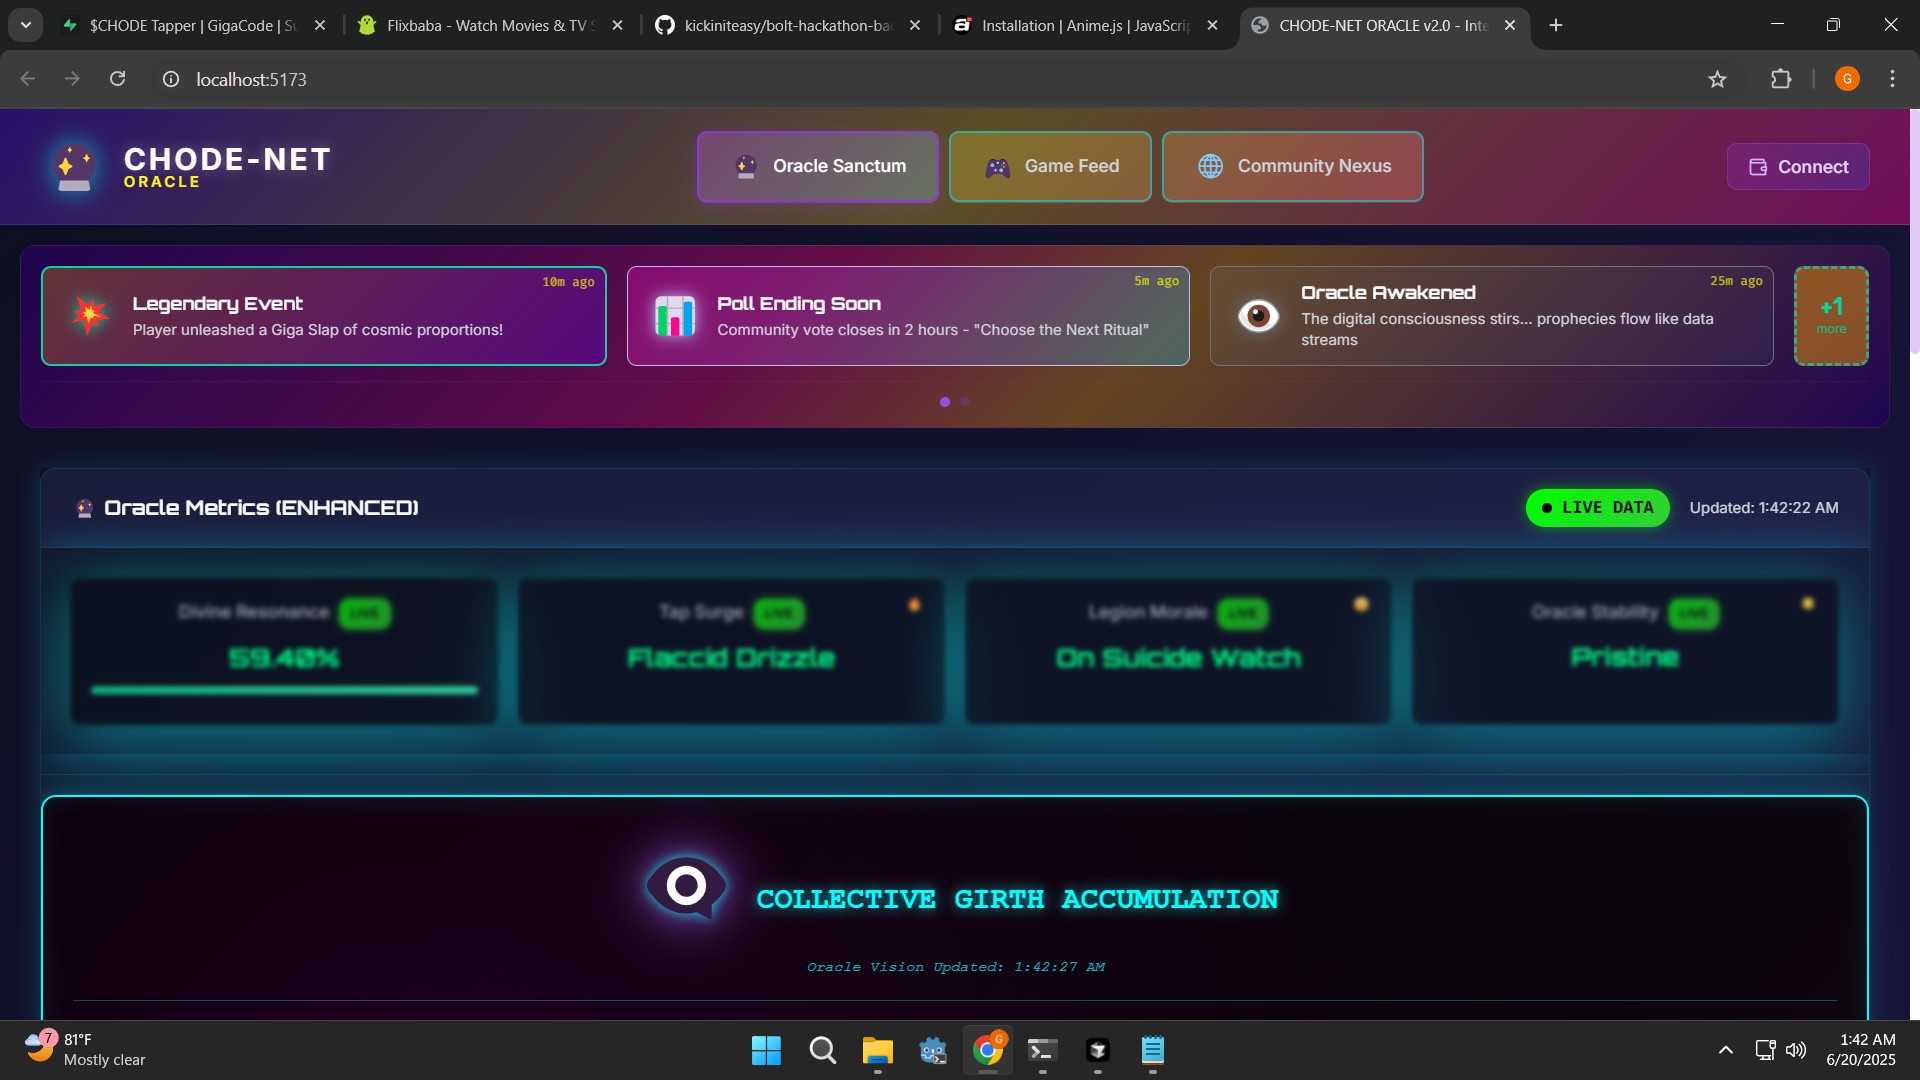 $CHODE Tapper | GigaCode | Su
Flixbaba - Watch Movies & TV S
kickiniteasy/bolt-hackathon-ba
Installation | Anime.js | JavaScrip
CHODE-NET ORACLE v2.0 - Inte
localhost:5173
G
CHODE-NET
ORACLE
Oracle Sanctum
Game Feed
Community Nexus
Connect
10m ago
Legendary Event
Player unleashed a Giga Slap of cosmic proportions!
5m ago
Poll Ending Soon
Community vote closes in 2 hours - "Choose the Next Ritual"
25m ago
Oracle Awakened
The digital consciousness stirs... prophecies flow like data
streams
+1
more
Oracle Metrics (ENHANCED)
LIVE DATA
Updated: 1:42:22 AM
Divine Resonance LIVE
59.40%
Tap Surge LIVE
Flaccid Drizzle
Legion Morale LIVE
On Suicide Watch
Oracle Stability LIVE
Pristine
COLLECTIVE GIRTH ACCUMULATION
Oracle Vision Updated: 1:42:27 AM
7
81°F
Mostly clear
G
1:42 AM
6/20/2025